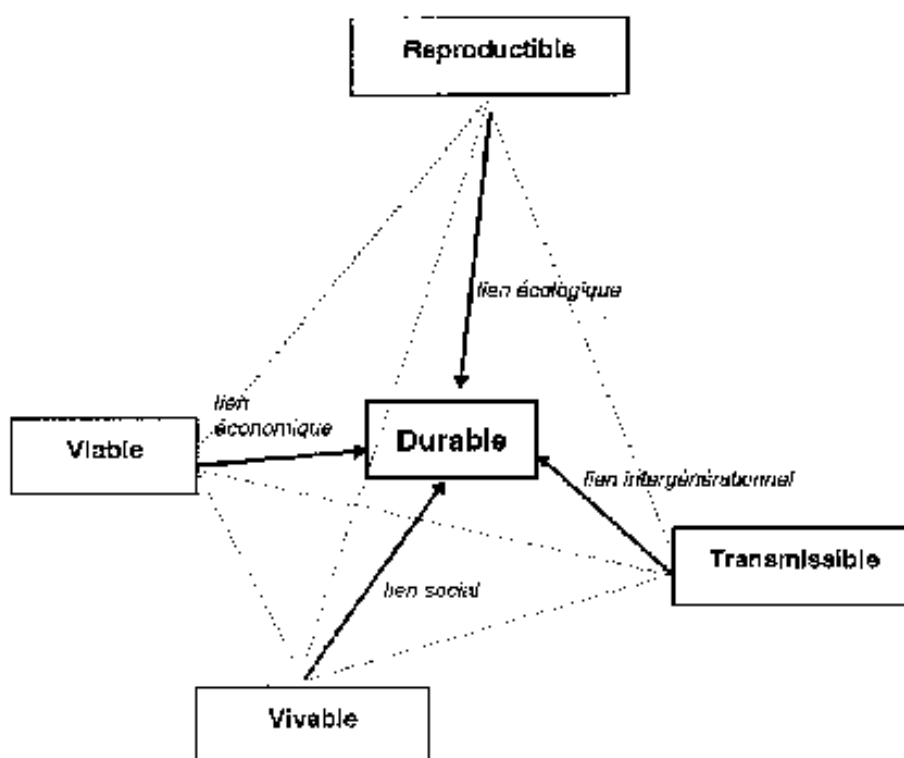 Reproductible
lien écologique
lien
économique
Viable
Durable
lien intergénérationnel
Transmissible
lien social
Vivable